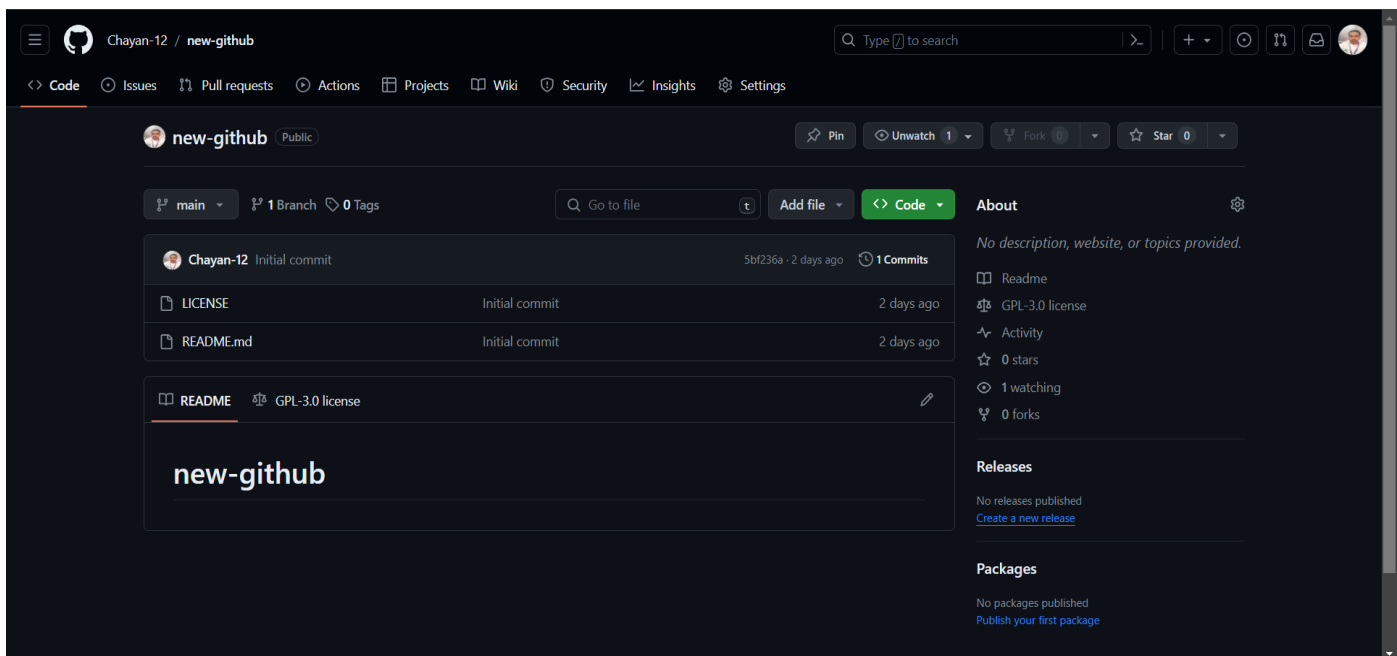 Chayan-12 / new-github
Type / to search
Code Issues Pull requests Actions Projects Wiki Security Insights Settings
new-github Public
Pin Unwatch 1 Fork 0 Star 0
main 1 Branch 0 Tags
Go to file t Add file Code
Chayan-12 Initial commit 5bf236a · 2 days ago 1 Commits
LICENSE Initial commit 2 days ago
README.md Initial commit 2 days ago
README GPL-3.0 license
new-github
About
No description, website, or topics provided.
Readme
GPL-3.0 license
Activity
0 stars
1 watching
0 forks
Releases
No releases published
Create a new release
Packages
No packages published
Publish your first package